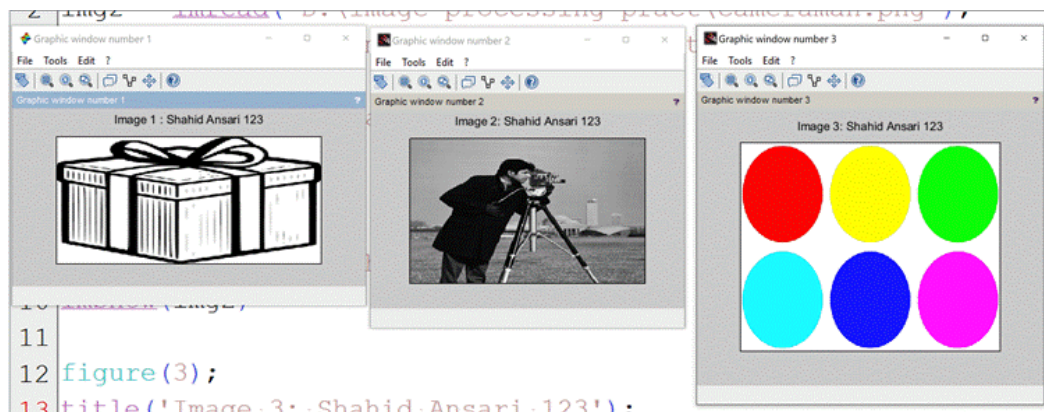 2 img2 = imread("D:\image processing pract\cameraman.png");
Graphic window number 1
File Tools Edit ?
Graphic window number 1 ?
Image 1 : Shahid Ansari 123
Graphic window number 2
File Tools Edit ?
Graphic window number 2 ?
Image 2: Shahid Ansari 123
Graphic window number 3
File Tools Edit ?
Graphic window number 3 ?
Image 3: Shahid Ansari 123
10 imshow(img2)
11
12 figure(3);
13 title('Image 3: Shahid Ansari 123');